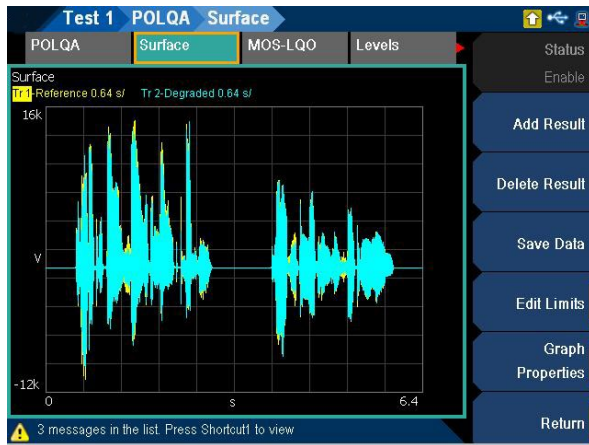 Test 1 POLQA Surface
POLQA Surface MOS-LQO Levels
Status
Enable
Surface
Tr 1-Reference 0.64 s/ Tr 2-Degraded 0.64 s/
16k
V
-12k
0 s 6.4
Add Result
Delete Result
Save Data
Edit Limits
Graph
Properties
Return
3 messages in the list. Press Shortcut1 to view